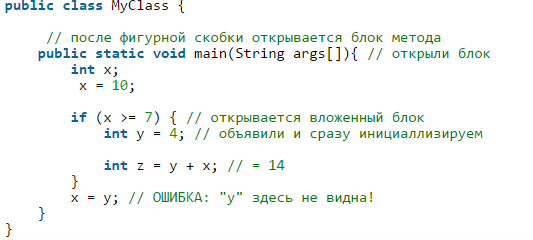 public class MyClass {
// после фигурной скобки открывается блок метода
public static void main(String args[]){ // открыли блок
int x;
x = 10;
if (x >= 7) { // открывается вложенный блок
int y = 4; // объявили и сразу инициаллизируем
int z = y + x; // = 14
}
x = y; // ОШИБКА: "y" здесь не видна!
}
}